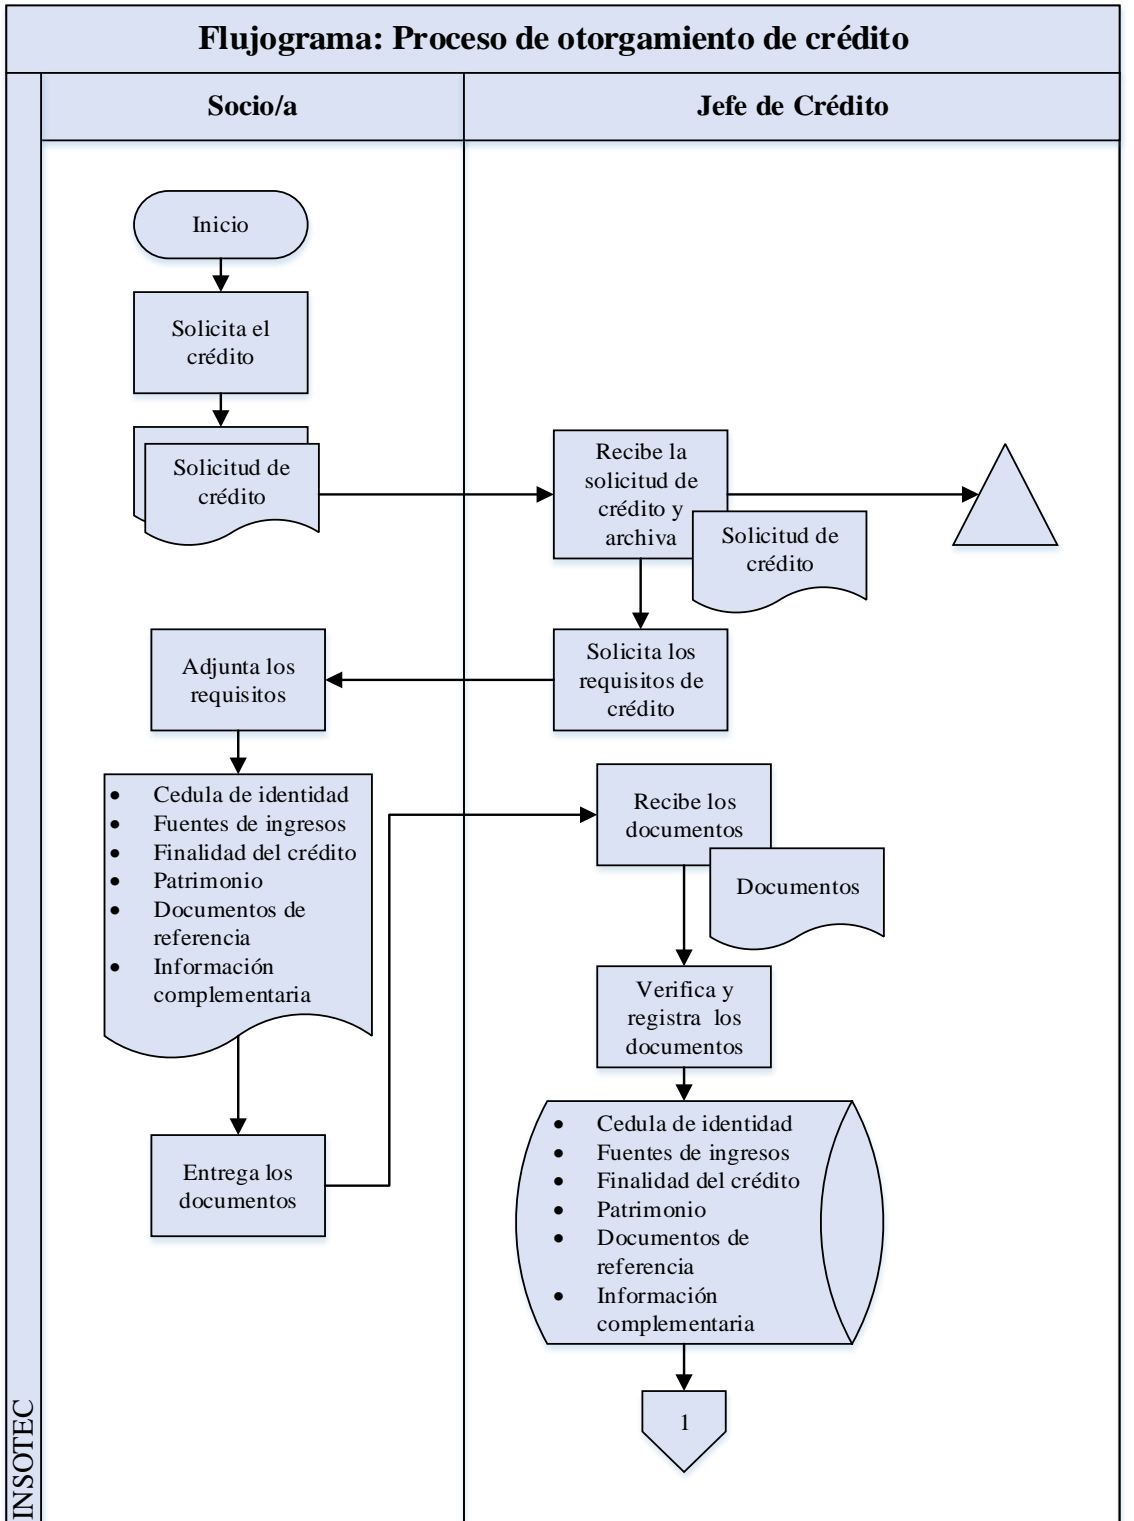 Flujograma: Proceso de otorgamiento de crédito
Socio/a
Jefe de Crédito
Inicio
Solicita el
crédito
Solicitud de
crédito
Recibe la
solicitud de
crédito y
archiva
Solicitud de
crédito
Solicita los
requisitos de
crédito
Adjunta los
requisitos
• Cedula de identidad
• Fuentes de ingresos
• Finalidad del crédito
• Patrimonio
• Documentos de
referencia
• Información
complementaria
Entrega los
documentos
Recibe los
documentos
Documentos
Verifica y
registra los
documentos
• Cedula de identidad
• Fuentes de ingresos
• Finalidad del crédito
• Patrimonio
• Documentos de
referencia
• Información
complementaria
1
INSOTEC